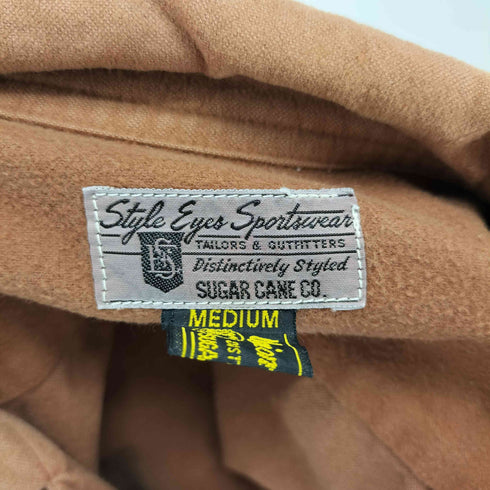 Style Eyes Sportswear
TAILORS & OUTFITTERS
Distinctively Styled
SUGAR CANE CO.
MEDIUM